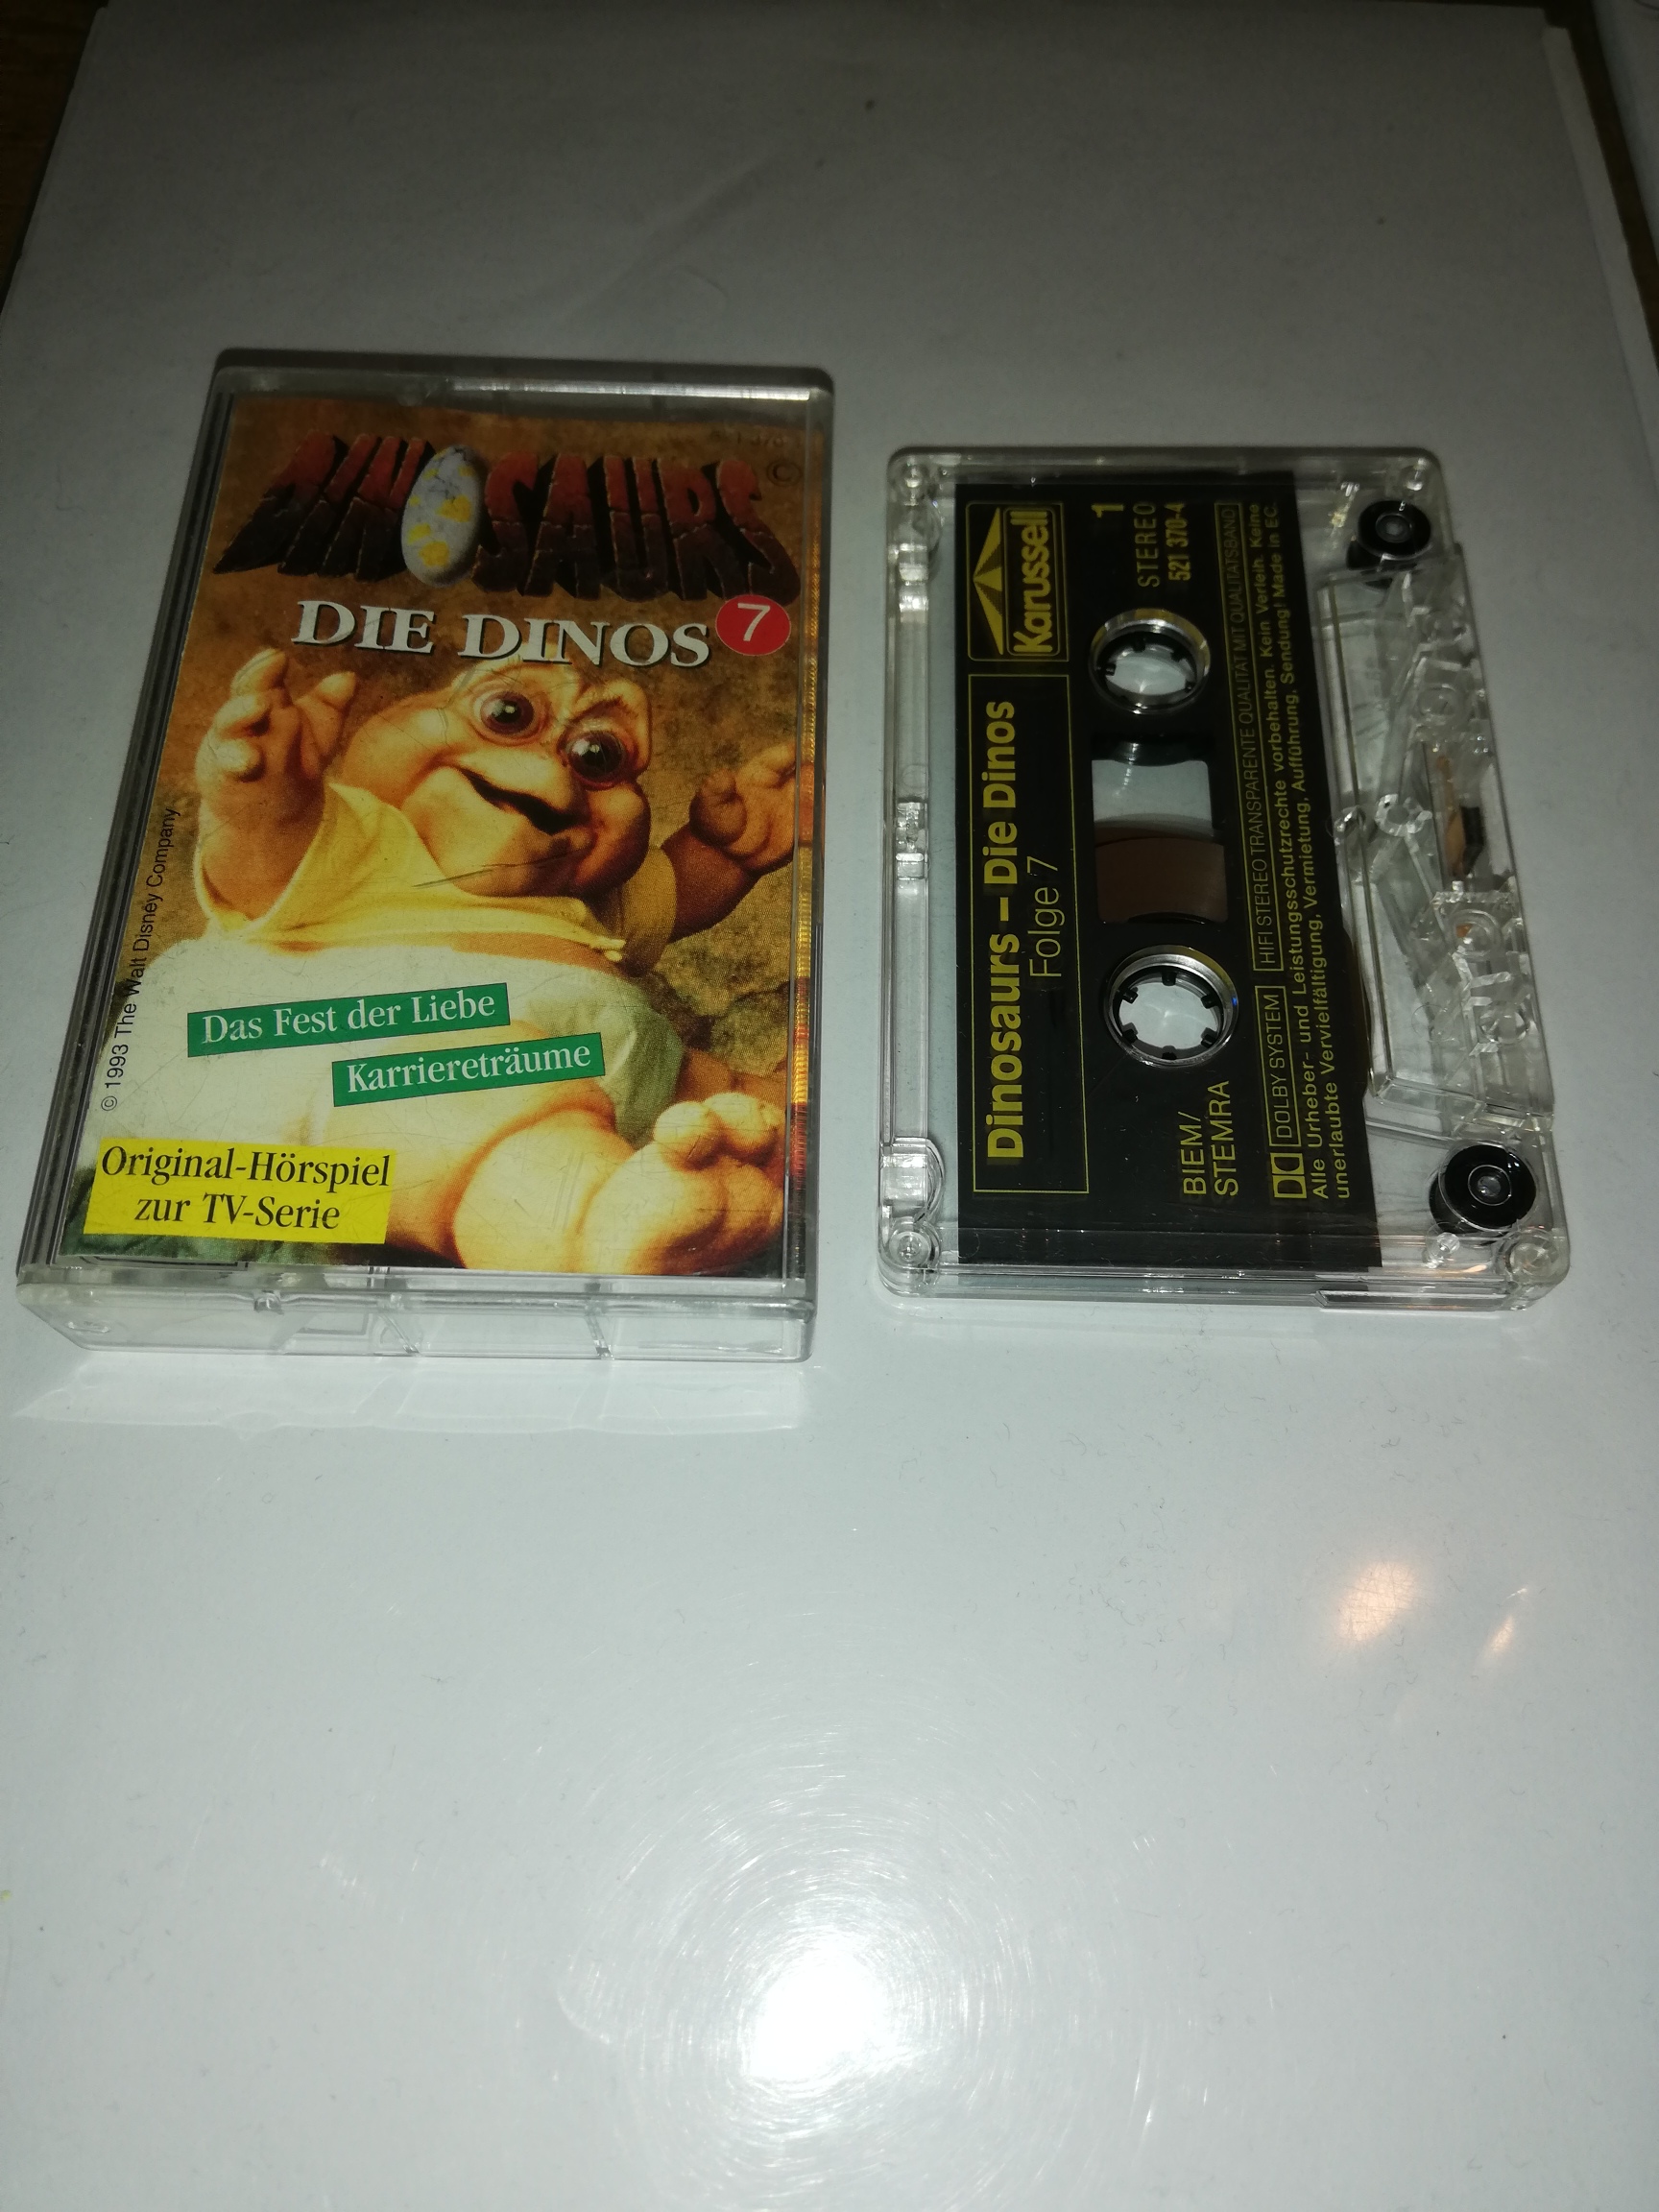 DINOSAURS ©
DIE DINOS 7
© 1993 The Walt Disney Company
Das Fest der Liebe
Karriereträume
Original-Hörspiel
zur TV-Serie
Karussell
Dinosaurs – Die Dinos
Folge 7
1
STEREO
521 370-4
BIEM/
STEMRA
DOLBY SYSTEM HIFI STEREO TRANSPARENTE QUALITÄT MIT QUALITÄTSBAND
Alle Urheber- und Leistungsschutzrechte vorbehalten. Kein Verleih. Keine
unerlaubte Vervielfältigung, Vermietung, Aufführung, Sendung! Made in EC.